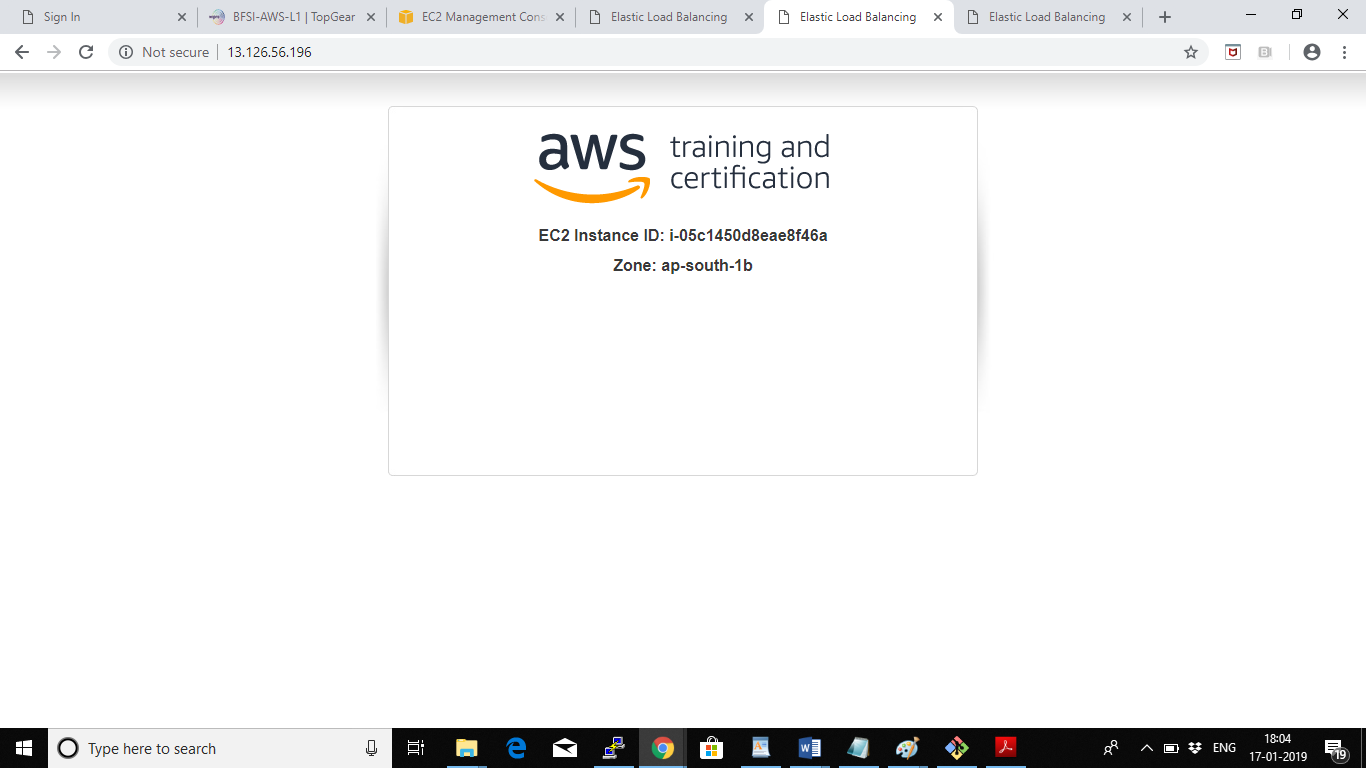 Sign In
BFSI-AWS-L1 | TopGear
EC2 Management Cons
Elastic Load Balancing
Elastic Load Balancing
Elastic Load Balancing
Not secure
13.126.56.196
aws training and
certification
EC2 Instance ID: i-05c1450d8eae8f46a
Zone: ap-south-1b
Type here to search
ENG
18:04
17-01-2019
19